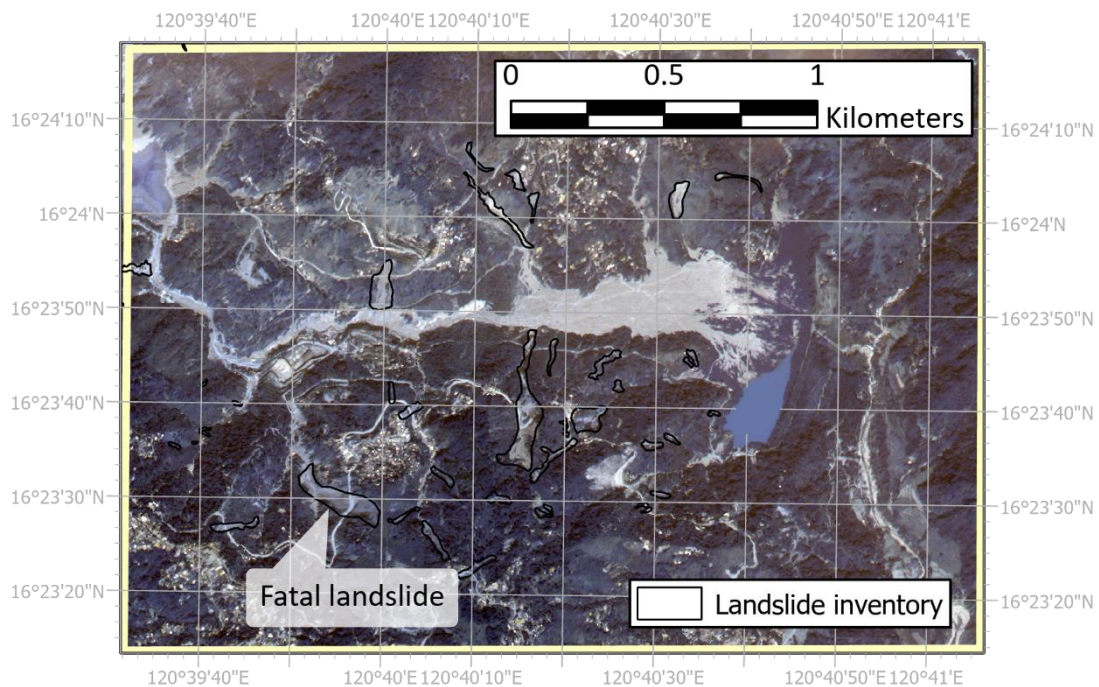 120°39'40"E 120°40'E 120°40'10"E 120°40'30"E 120°40'50"E 120°41'E
0 0.5 1
Kilometers
16°24'10"N 16°24'10"N
16°24'N 16°24'N
16°23'50"N 16°23'50"N
16°23'40"N 16°23'40"N
16°23'30"N 16°23'30"N
Fatal landslide
Landslide inventory
16°23'20"N 16°23'20"N
120°39'40"E 120°40'E 120°40'10"E 120°40'30"E 120°40'50"E 120°41'E